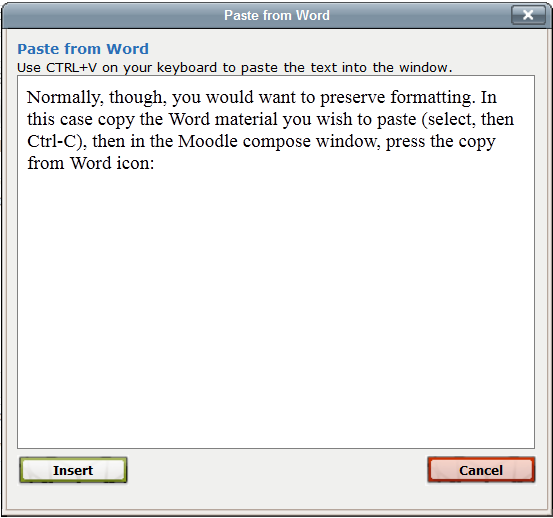 Paste from Word
Paste from Word
Use CTRL+V on your keyboard to paste the text into the window.
Normally, though, you would want to preserve formatting. In
this case copy the Word material you wish to paste (select, then
Ctrl-C), then in the Moodle compose window, press the copy
from Word icon:
Insert
Cancel